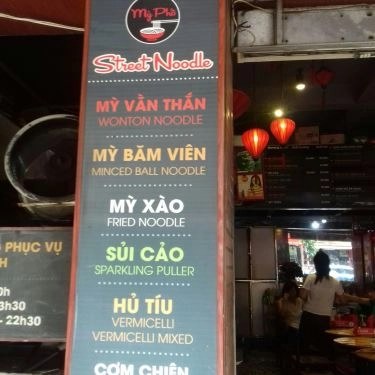 Mỳ Phố
Street Noodle
MỲ VẰN THẮN
WONTON NOODLE
MỲ BĂM VIÊN
MINCED BALL NOODLE
MỲ XÀO
FRIED NOODLE
SỦI CẢO
SPARKLING PULLER
HỦ TÍU
VERMICELLI
VERMICELLI MIXED
CƠM CHIÊN
PHỤC VỤ
- 22h30